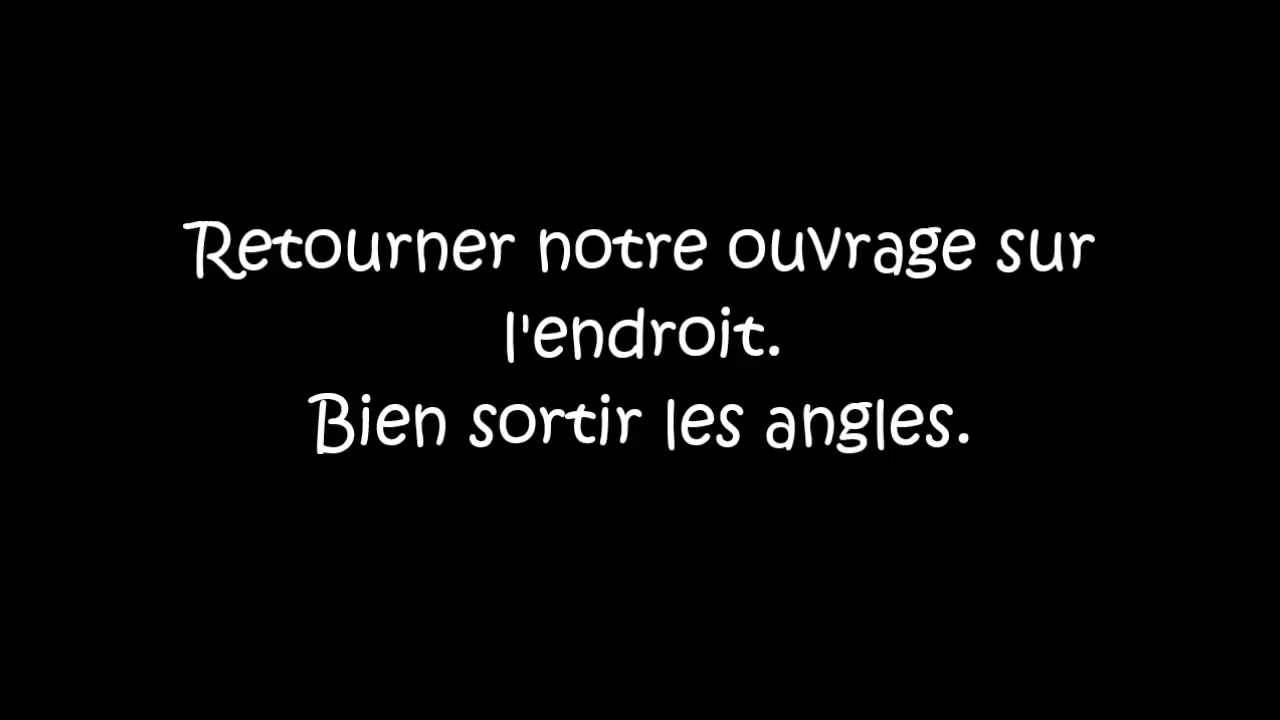 Retourner notre ouvrage sur
l'endroit.
Bien sortir les angles.